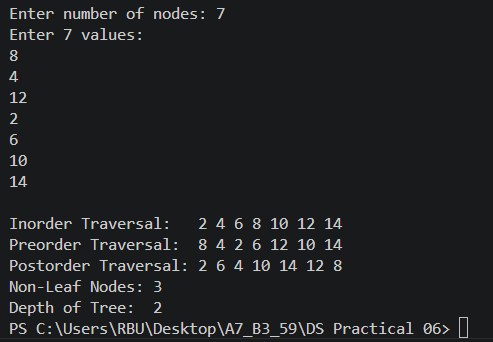 Enter number of nodes: 7
Enter 7 values:
8
4
12
2
6
10
14
Inorder Traversal:   2 4 6 8 10 12 14
Preorder Traversal:  8 4 2 6 12 10 14
Postorder Traversal: 2 6 4 10 14 12 8
Non-Leaf Nodes: 3
Depth of Tree:  2
PS C:\Users\RBU\Desktop\A7_B3_59\DS Practical 06>